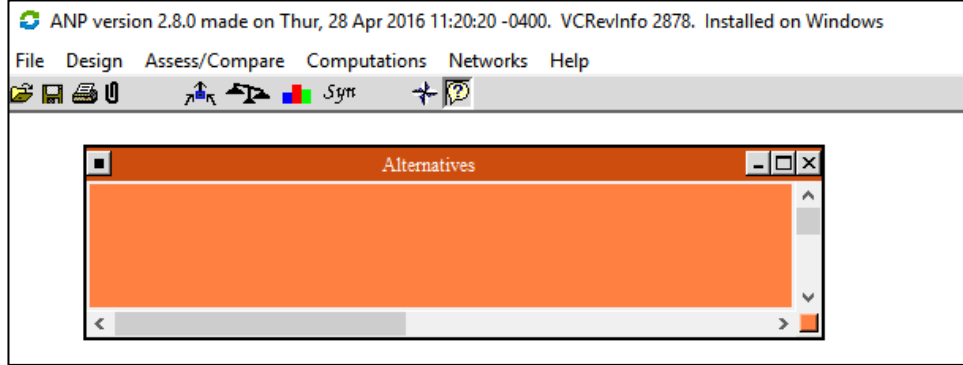 ANP version 2.8.0 made on Thur, 28 Apr 2016 11:20:20 -0400. VCRevInfo 2878. Installed on Windows
File Design Assess/Compare Computations Networks Help
Syn
Alternatives